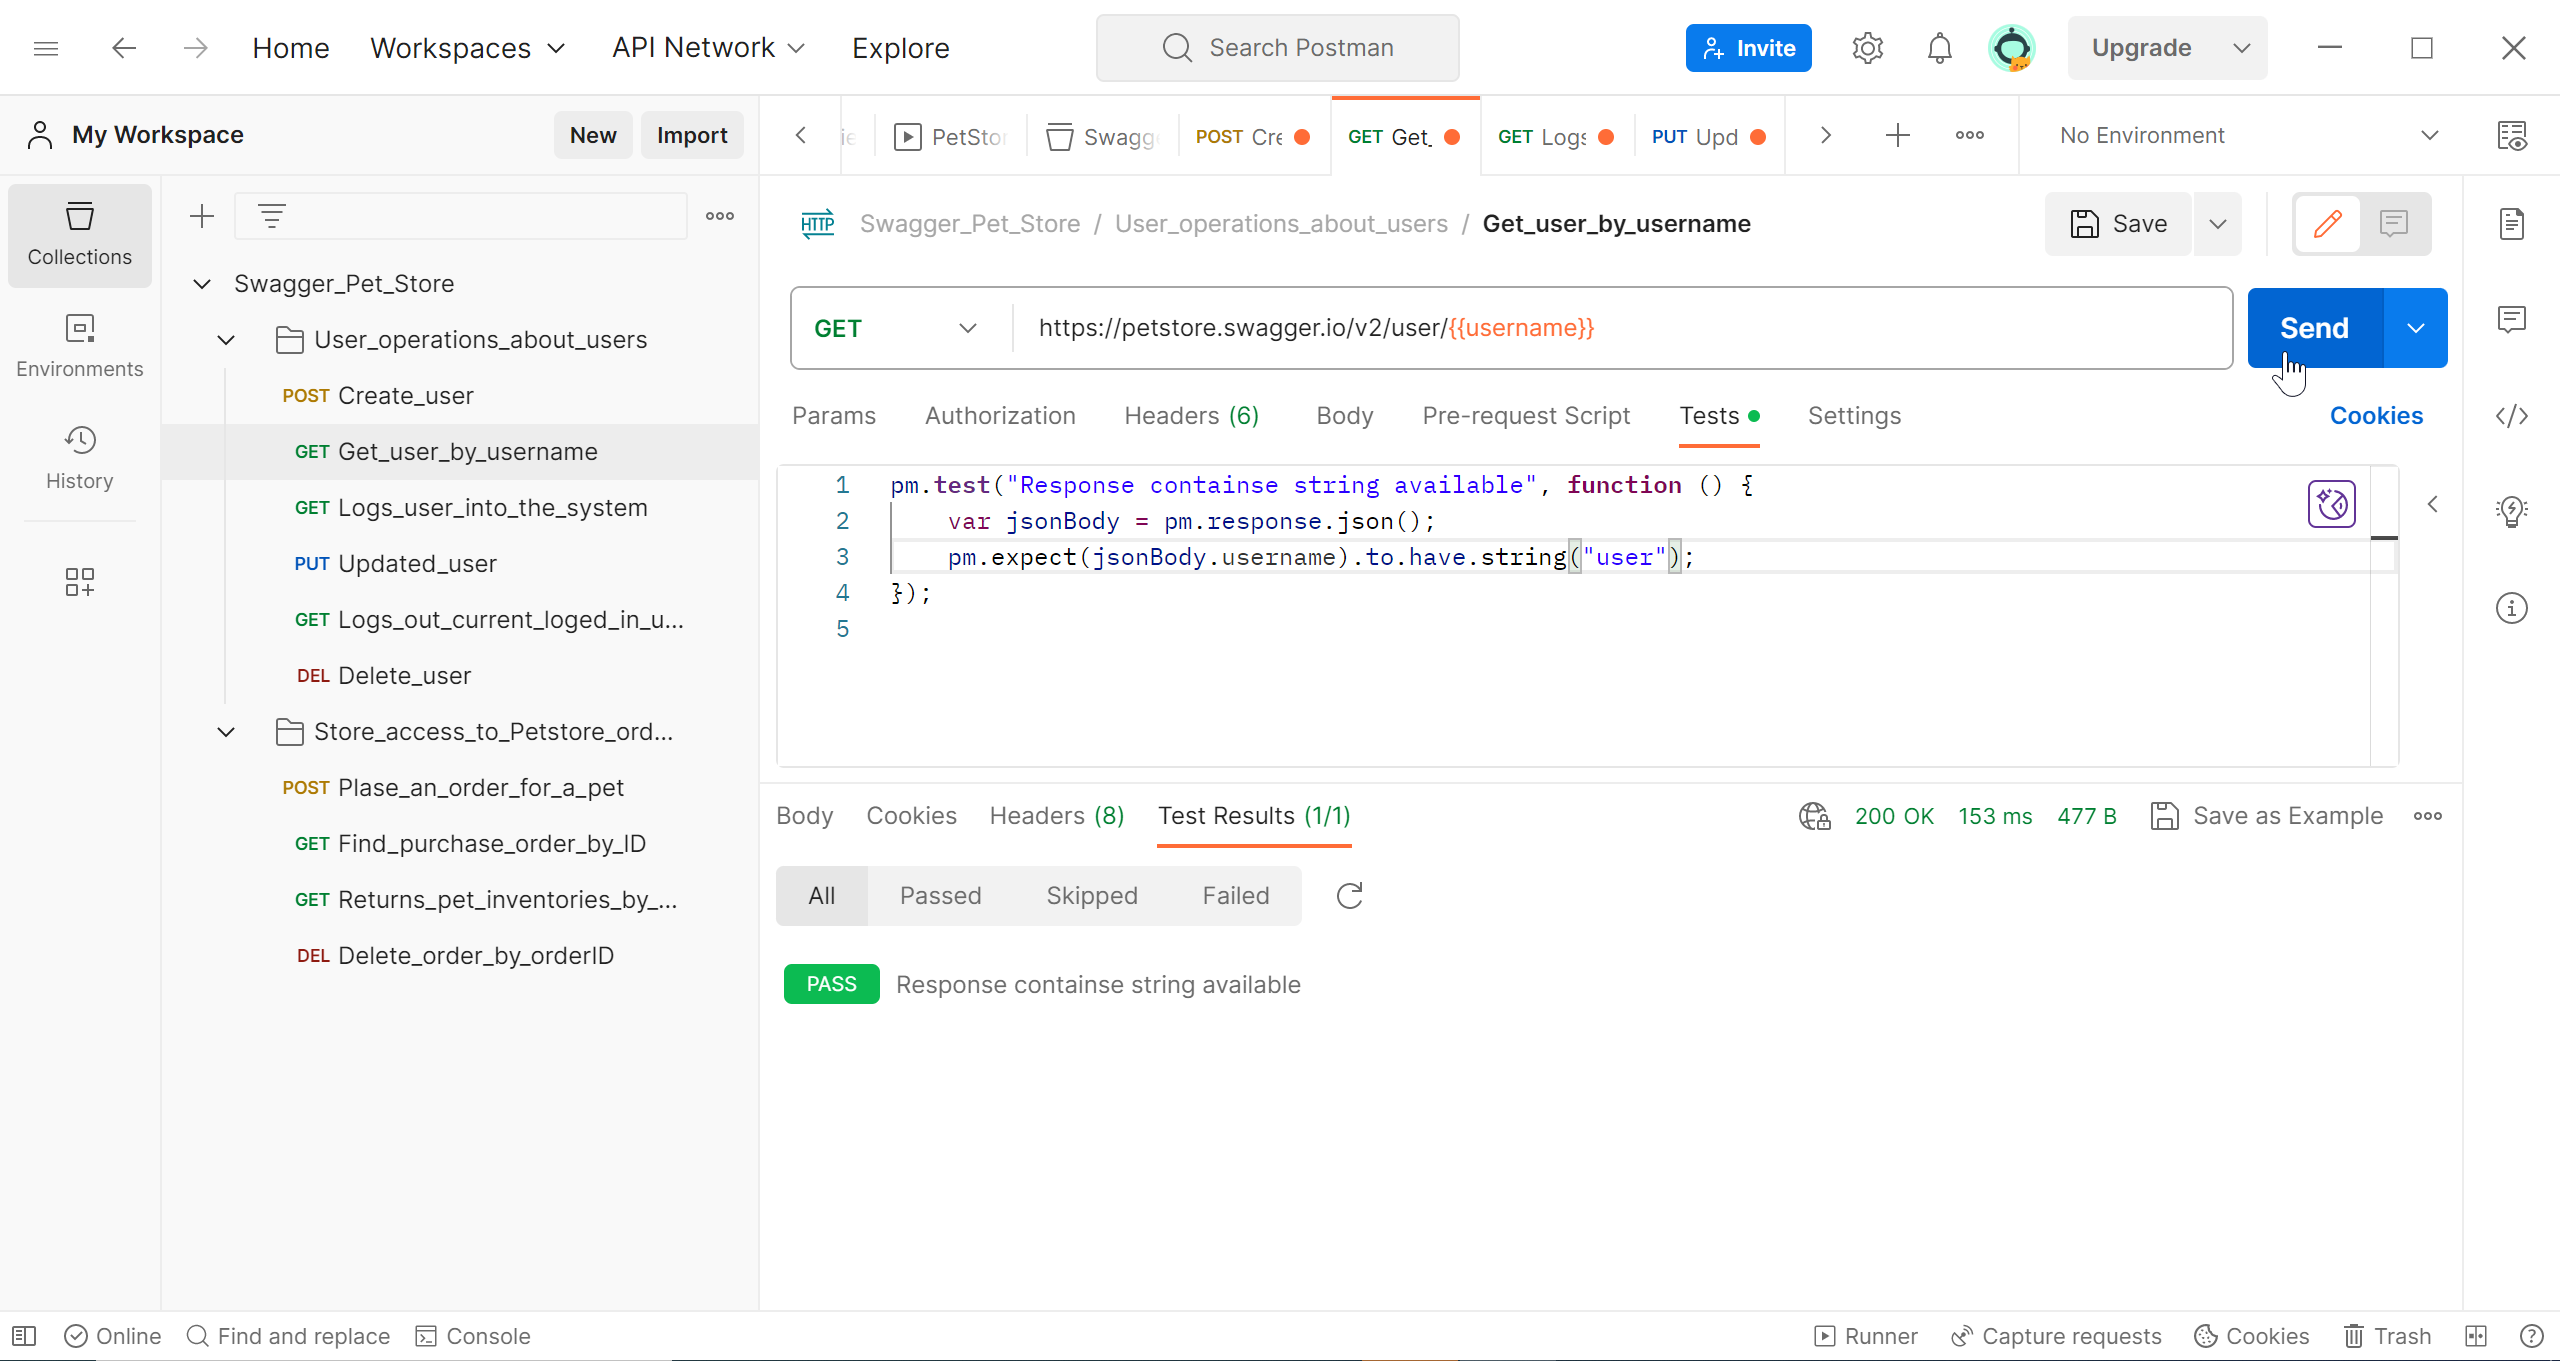 Home
Workspaces
API Network
Explore
Search Postman
Invite
Upgrade
My Workspace
New
Import
PetStor
Swagg
POST Cre
GET Get_
GET Logs
PUT Upd
No Environment
Collections
Environments
History
Swagger_Pet_Store
User_operations_about_users
POST Create_user
GET Get_user_by_username
GET Logs_user_into_the_system
PUT Updated_user
GET Logs_out_current_loged_in_u...
DEL Delete_user
Store_access_to_Petstore_ord...
POST Plase_an_order_for_a_pet
GET Find_purchase_order_by_ID
GET Returns_pet_inventories_by_...
DEL Delete_order_by_orderID
HTTP Swagger_Pet_Store / User_operations_about_users / Get_user_by_username
Save
GET
https://petstore.swagger.io/v2/user/{{username}}
Send
Params
Authorization
Headers (6)
Body
Pre-request Script
Tests
Settings
Cookies
1 pm.test("Response containse string available", function () {
2 var jsonBody = pm.response.json();
3 pm.expect(jsonBody.username).to.have.string("user");
4 });
5
Body
Cookies
Headers (8)
Test Results (1/1)
200 OK
153 ms
477 B
Save as Example
All
Passed
Skipped
Failed
PASS Response containse string available
Online
Find and replace
Console
Runner
Capture requests
Cookies
Trash